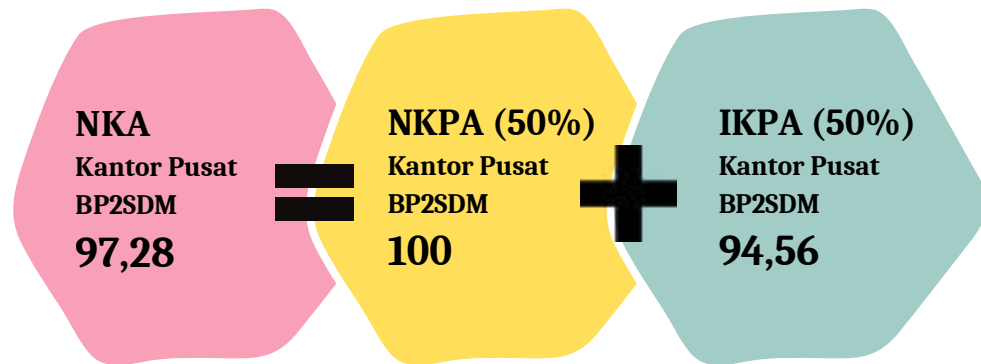 NKA
Kantor Pusat
BP2SDM
97,28
=
NKPA (50%)
Kantor Pusat
BP2SDM
100
+
IKPA (50%)
Kantor Pusat
BP2SDM
94,56